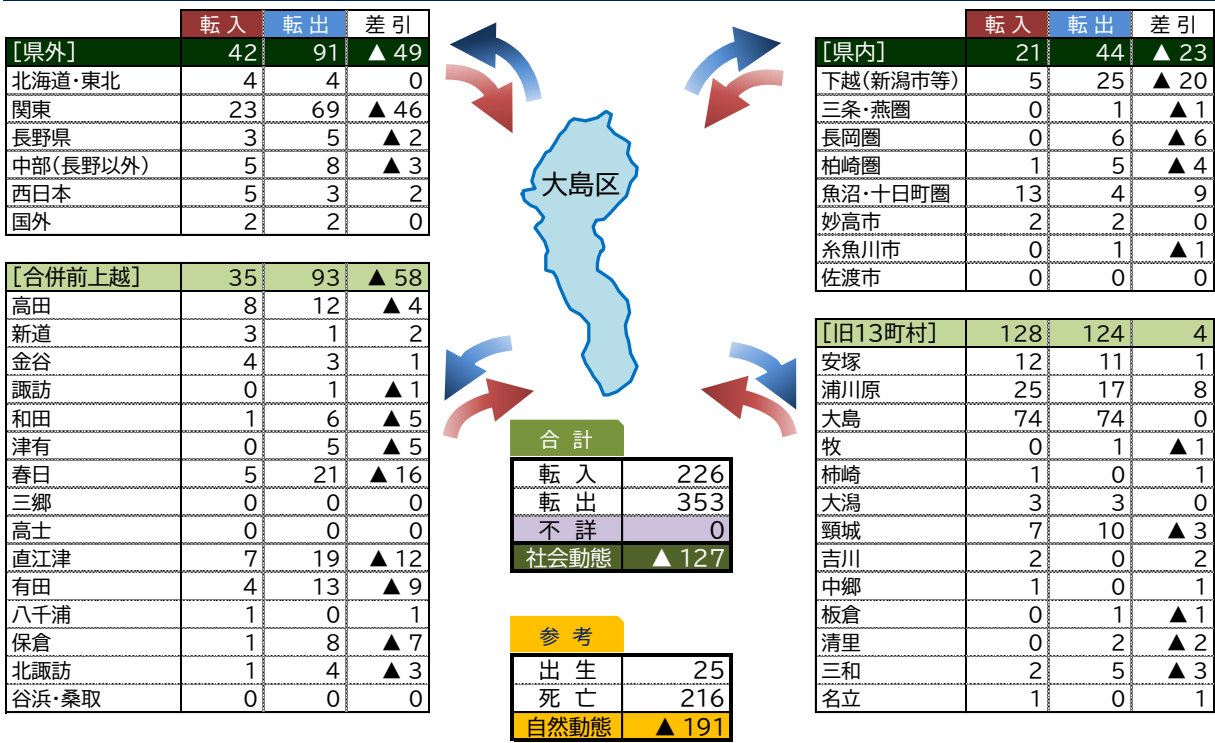 転入 転出 差引
[県外] 42 91 ▲ 49
北海道・東北 4 4 0
関東 23 69 ▲ 46
長野県 3 5 ▲ 2
中部(長野以外) 5 8 ▲ 3
西日本 5 3 2
国外 2 2 0
[合併前上越] 35 93 ▲ 58
高田 8 12 ▲ 4
新道 3 1 2
金谷 4 3 1
諏訪 0 1 ▲ 1
和田 1 6 ▲ 5
津有 0 5 ▲ 5
春日 5 21 ▲ 16
三郷 0 0 0
高士 0 0 0
直江津 7 19 ▲ 12
有田 4 13 ▲ 9
八千浦 1 0 1
保倉 1 8 ▲ 7
北諏訪 1 4 ▲ 3
谷浜・桑取 0 0 0
大島区
合計
転入 226
転出 353
不詳 0
社会動態 ▲ 127
参考
出生 25
死亡 216
自然動態 ▲ 191
転入 転出 差引
[県内] 21 44 ▲ 23
下越(新潟市等) 5 25 ▲ 20
三条・燕圏 0 1 ▲ 1
長岡圏 0 6 ▲ 6
柏崎圏 1 5 ▲ 4
魚沼・十日町圏 13 4 9
妙高市 2 2 0
糸魚川市 0 1 ▲ 1
佐渡市 0 0 0
[旧13町村] 128 124 4
安塚 12 11 1
浦川原 25 17 8
大島 74 74 0
牧 0 1 ▲ 1
柿崎 1 0 1
大潟 3 3 0
頸城 7 10 ▲ 3
吉川 2 0 2
中郷 1 0 1
板倉 0 1 ▲ 1
清里 0 2 ▲ 2
三和 2 5 ▲ 3
名立 1 0 1